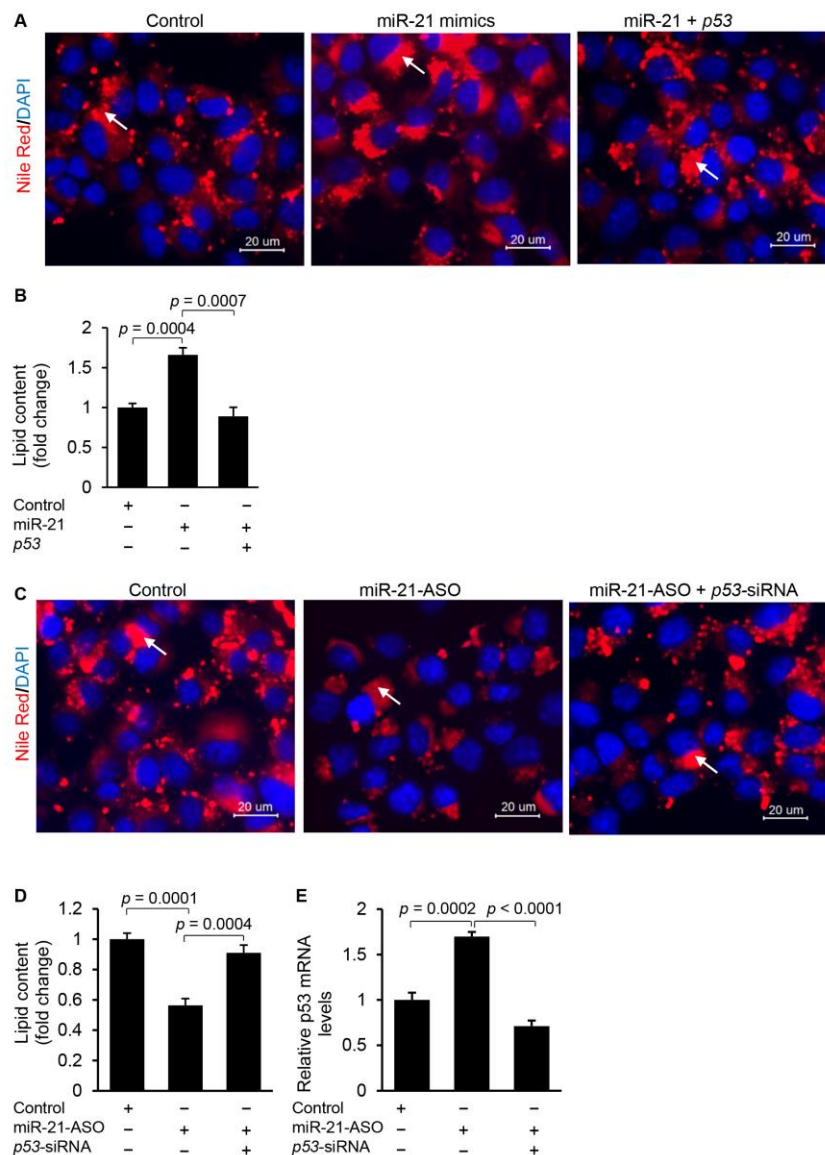 A
Control
miR-21 mimics
miR-21 + p53
Nile Red/DAPI
20 um
20 um
20 um
B
p = 0.0007
p = 0.0004
Lipid content
(fold change)
2
1.5
1
0.5
0
Control + – –
miR-21 – + +
p53 – – +
C
Control
miR-21-ASO
miR-21-ASO + p53-siRNA
Nile Red/DAPI
20 um
20 um
20 um
D
p = 0.0001
p = 0.0004
Lipid content
(fold change)
1.2
1
0.8
0.6
0.4
0.2
0
Control + – –
miR-21-ASO – + +
p53-siRNA – – +
E
p = 0.0002
p < 0.0001
Relative p53 mRNA
levels
2
1.5
1
0.5
0
Control + – –
miR-21-ASO – + +
p53-siRNA – – +